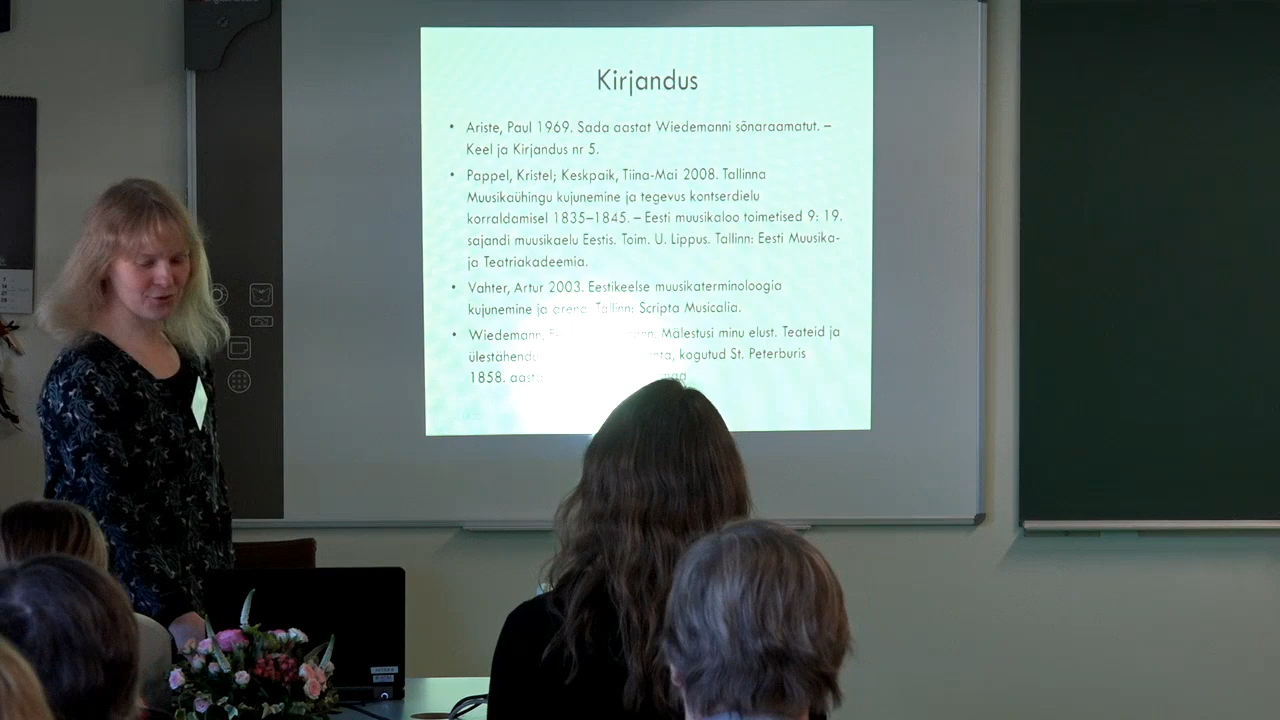 Kirjandus
• Ariste, Paul 1969. Sada aastat Wiedemanni sõnaraamatut. –
Keel ja Kirjandus nr 5.
• Pappel, Kristel; Keskpaik, Tiina-Mai 2008. Tallinna
Muusikaühingu kujunemine ja tegevus kontserdielu
korraldamisel 1835–1845. – Eesti muusikaloo toimetised 9: 19.
sajandi muusikaelu Eestis. Toim. U. Lippus. Tallinn: Eesti Muusika-
ja Teatriakadeemia.
• Vahter, Artur 2003. Eestikeelse muusikaterminoloogia
kujunemine ja areng. Tallinn: Scripta Musicalia.
• Wiedemann, Mälestusi minu elust. Teateid ja
kogutud St. Peterburis
1858.